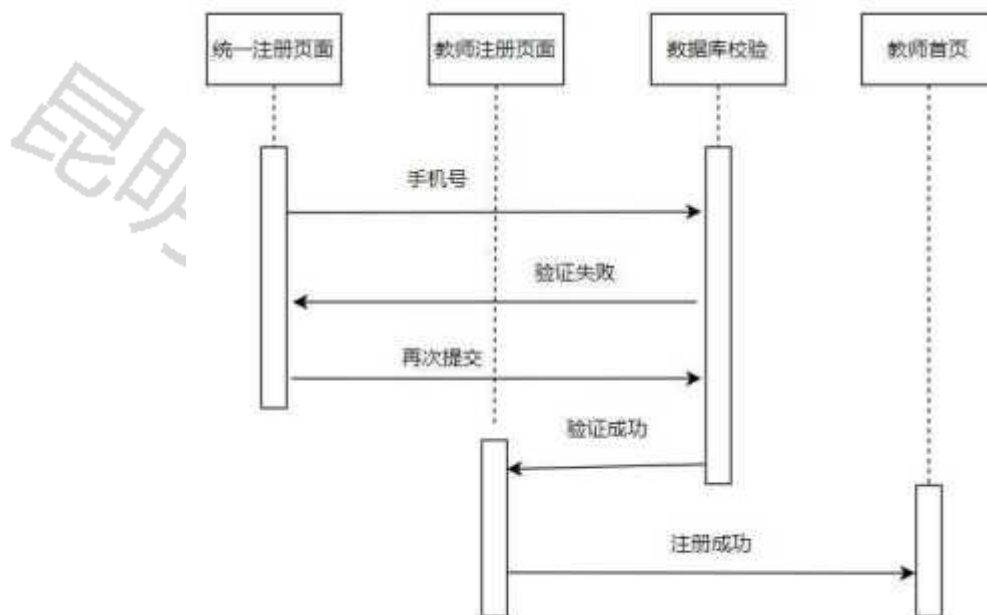 统一注册页面
教师注册页面
数据库校验
教师首页
昆明
手机号
验证失败
再次提交
验证成功
注册成功